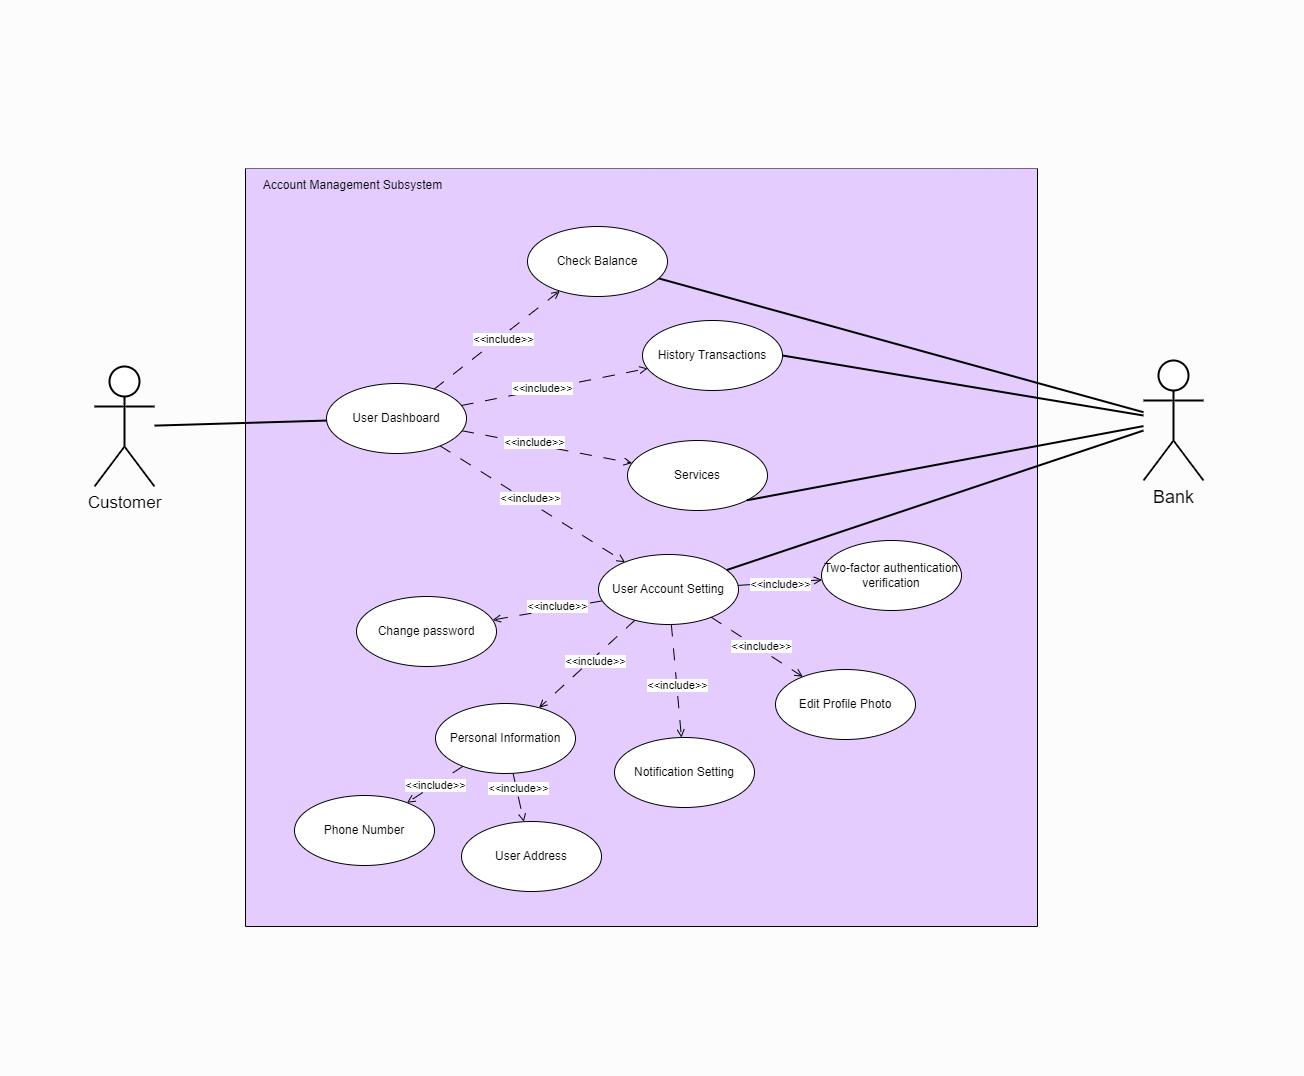 Account Management Subsystem
Check Balance
<<include>>
History Transactions
<<include>>
User Dashboard
<<include>>
Services
<<include>>
Customer
Bank
Two-factor authentication
verification
<<include>>
User Account Setting
<<include>>
Change password
<<include>>
<<include>>
<<include>>
Edit Profile Photo
Personal Information
Notification Setting
<<include>>
<<include>>
Phone Number
User Address